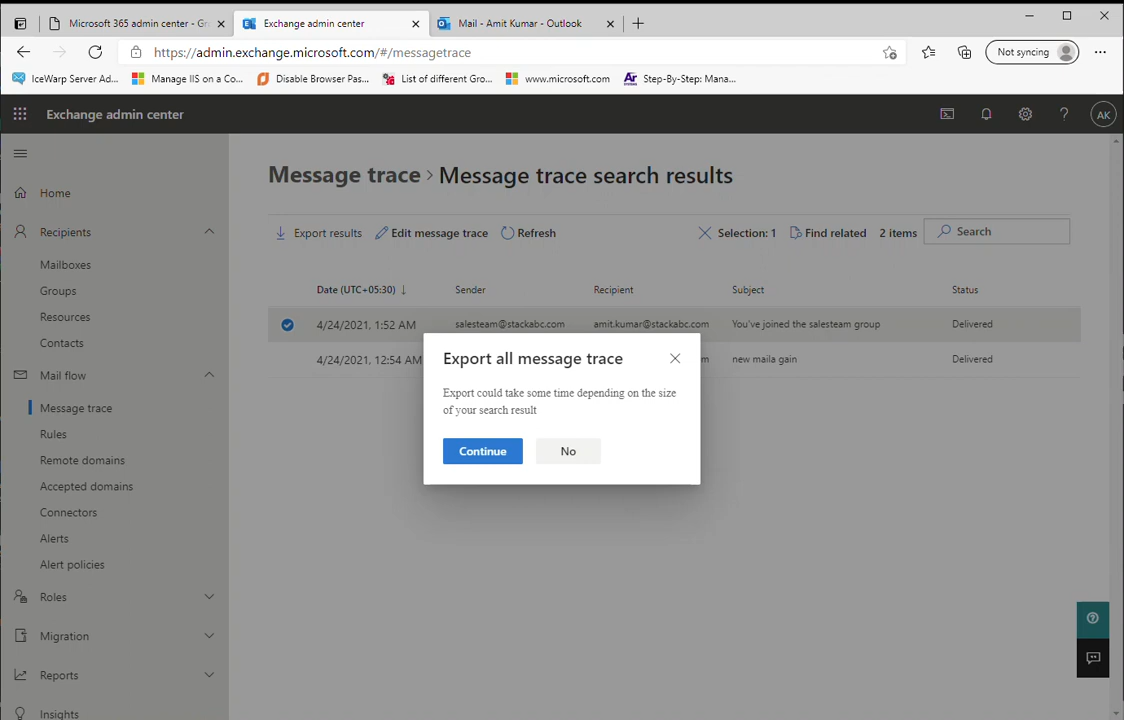 Microsoft 365 admin center - Gr
Exchange admin center
Mail - Amit Kumar - Outlook
https://admin.exchange.microsoft.com/#/messagetrace
Not syncing
IceWarp Server Ad...
Manage IIS on a Co...
Disable Browser Pas...
List of different Gro...
www.microsoft.com
Step-By-Step: Mana...
Exchange admin center
AK
Home
Recipients
Mailboxes
Groups
Resources
Contacts
Mail flow
Message trace
Rules
Remote domains
Accepted domains
Connectors
Alerts
Alert policies
Roles
Migration
Reports
Insights
Message trace > Message trace search results
Export results Edit message trace Refresh Selection: 1 Find related 2 items Search
Date (UTC+05:30) ↓ Sender Recipient Subject Status
4/24/2021, 1:52 AM salesteam@stackabc.com amit.kumar@stackabc.com You've joined the salesteam group Delivered
4/24/2021, 12:54 AM new maila gain Delivered
Export all message trace
Export could take some time depending on the size
of your search result
Continue No